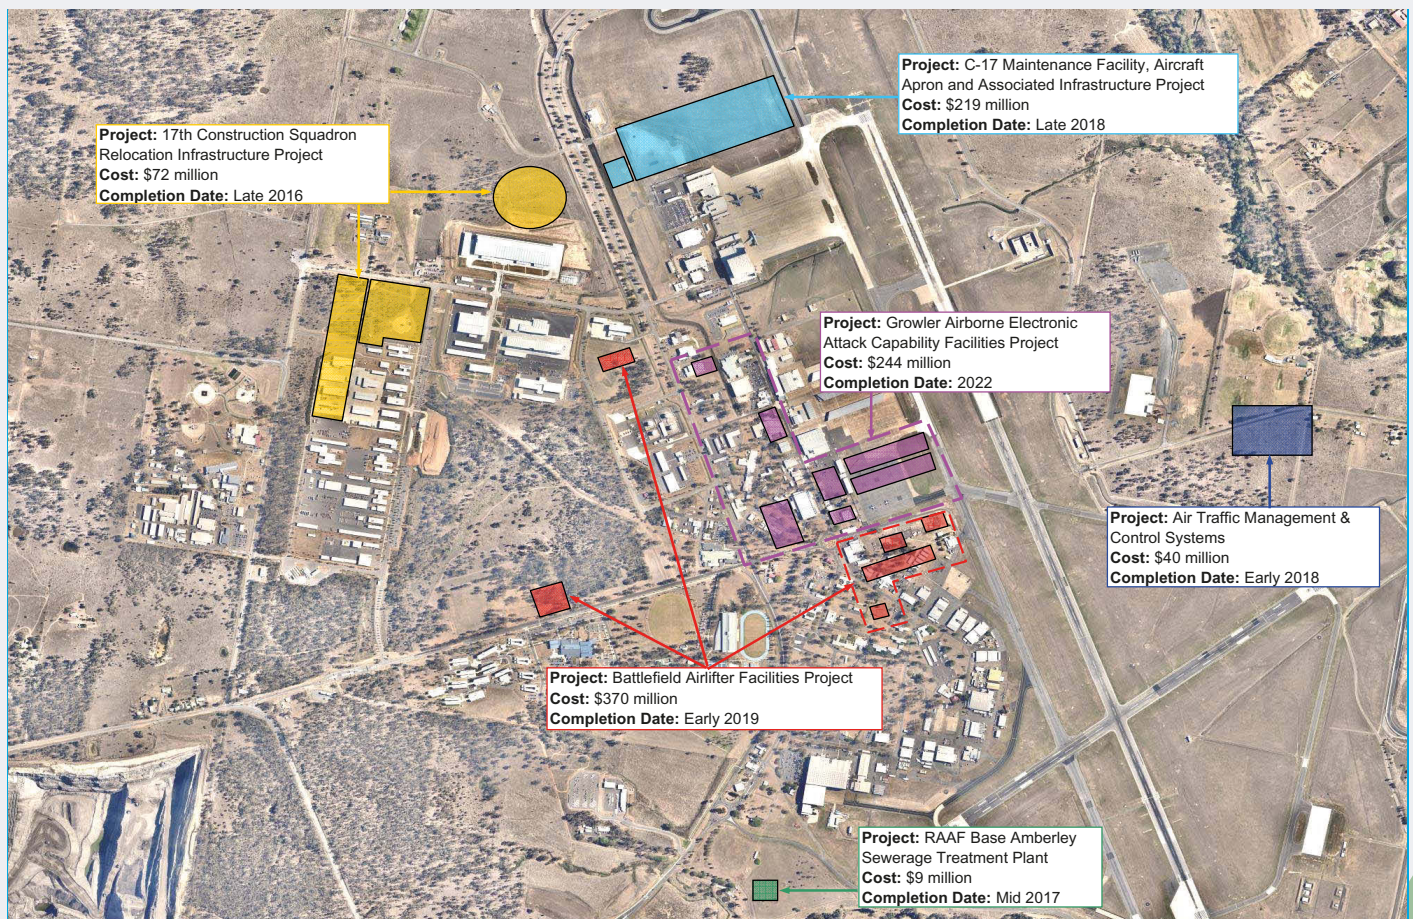 Project: C-17 Maintenance Facility, Aircraft
Apron and Associated Infrastructure Project
Cost: $219 million
Completion Date: Late 2018
Project: 17th Construction Squadron
Relocation Infrastructure Project
Cost: $72 million
Completion Date: Late 2016
Project: Growler Airborne Electronic
Attack Capability Facilities Project
Cost: $244 million
Completion Date: 2022
Project: Air Traffic Management &
Control Systems
Cost: $40 million
Completion Date: Early 2018
Project: Battlefield Airlifter Facilities Project
Cost: $370 million
Completion Date: Early 2019
Project: RAAF Base Amberley
Sewerage Treatment Plant
Cost: $9 million
Completion Date: Mid 2017